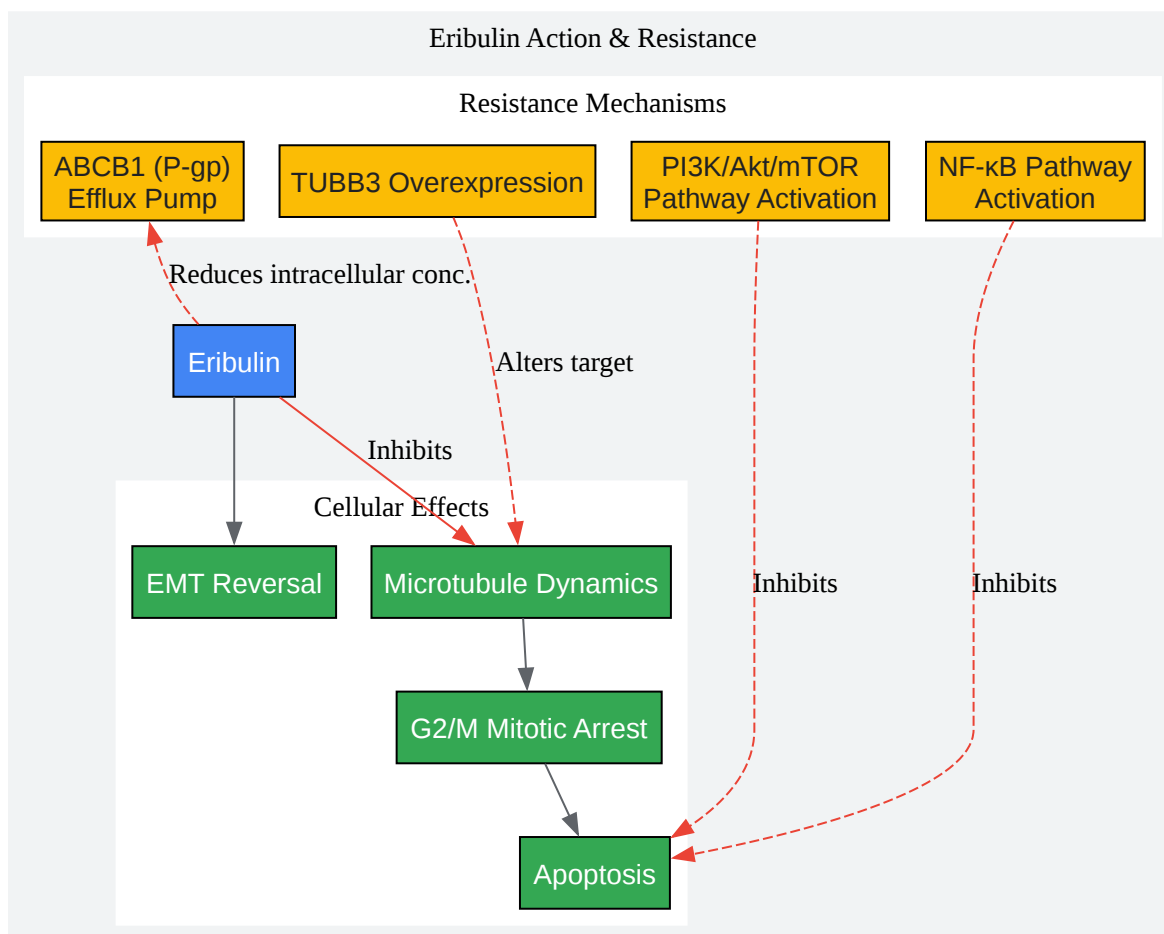 Eribulin Action & Resistance
Resistance Mechanisms
ABCB1 (P-gp)
Efflux Pump
TUBB3 Overexpression
PI3K/Akt/mTOR
Pathway Activation
NF-κB Pathway
Activation
Reduces intracellular conc.
Eribulin
Alters target
Inhibits
Cellular Effects
EMT Reversal
Microtubule Dynamics
Inhibits
Inhibits
G2/M Mitotic Arrest
Apoptosis